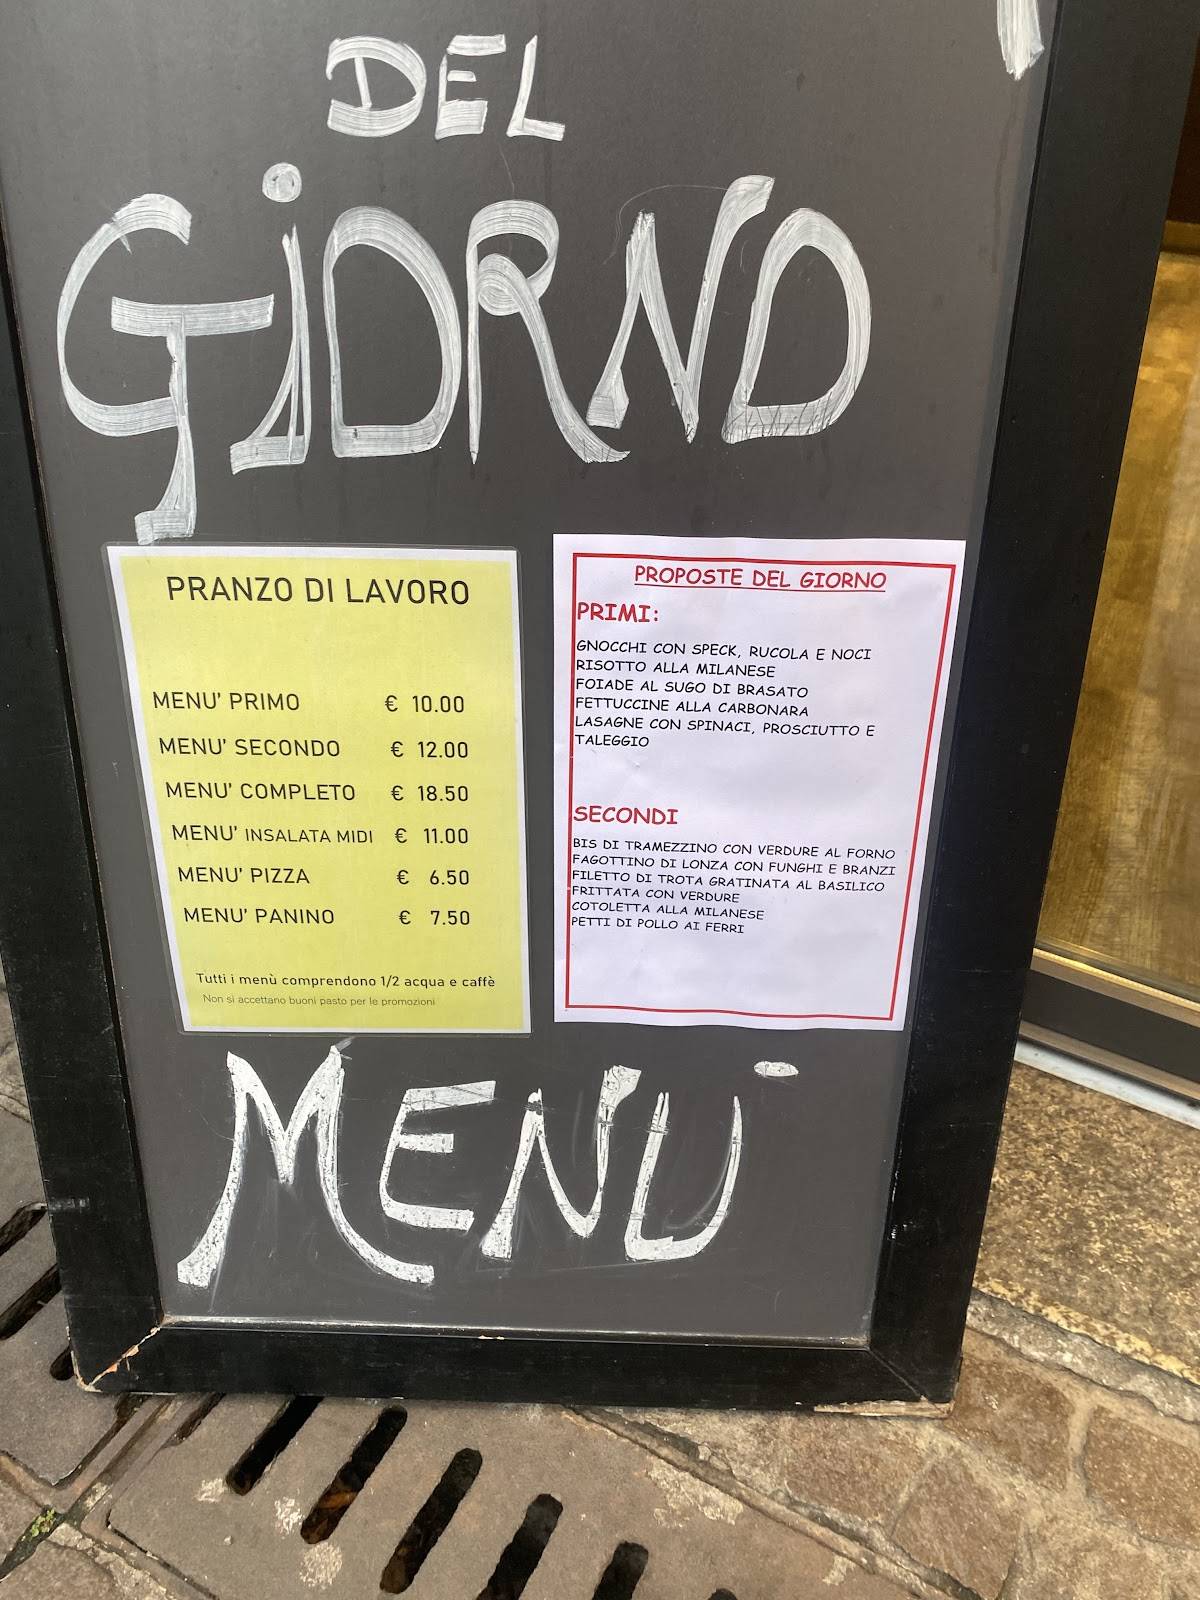 DEL
GiORNO
PRANZO DI LAVORO
MENU' PRIMO € 10.00
MENU' SECONDO € 12.00
MENU' COMPLETO € 18.50
MENU' INSALATA MIDI € 11.00
MENU' PIZZA € 6.50
MENU' PANINO € 7.50
Tutti i menù comprendono 1/2 acqua e caffè
Non si accettano buoni pasto per le promozioni
PROPOSTE DEL GIORNO
PRIMI:
GNOCCHI CON SPECK, RUCOLA E NOCI
RISOTTO ALLA MILANESE
FOIADE AL SUGO DI BRASATO
FETTUCCINE ALLA CARBONARA
LASAGNE CON SPINACI, PROSCIUTTO E
TALEGGIO
SECONDI
BIS DI TRAMEZZINO CON VERDURE AL FORNO
FAGOTTINO DI LONZA CON FUNGHI E BRANZI
FILETTO DI TROTA GRATINATA AL BASILICO
FRITTATA CON VERDURE
COTOLETTA ALLA MILANESE
PETTI DI POLLO AI FERRI
MENU'